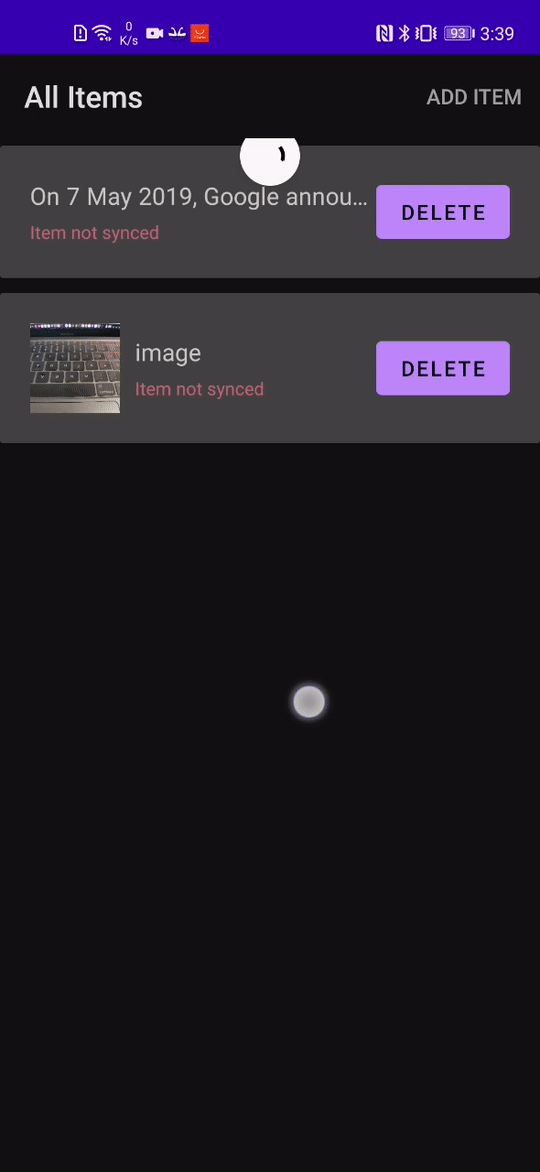 0
K/s
93
3:39
All Items
ADD ITEM
On 7 May 2019, Google annou...
Item not synced
DELETE
image
Item not synced
DELETE